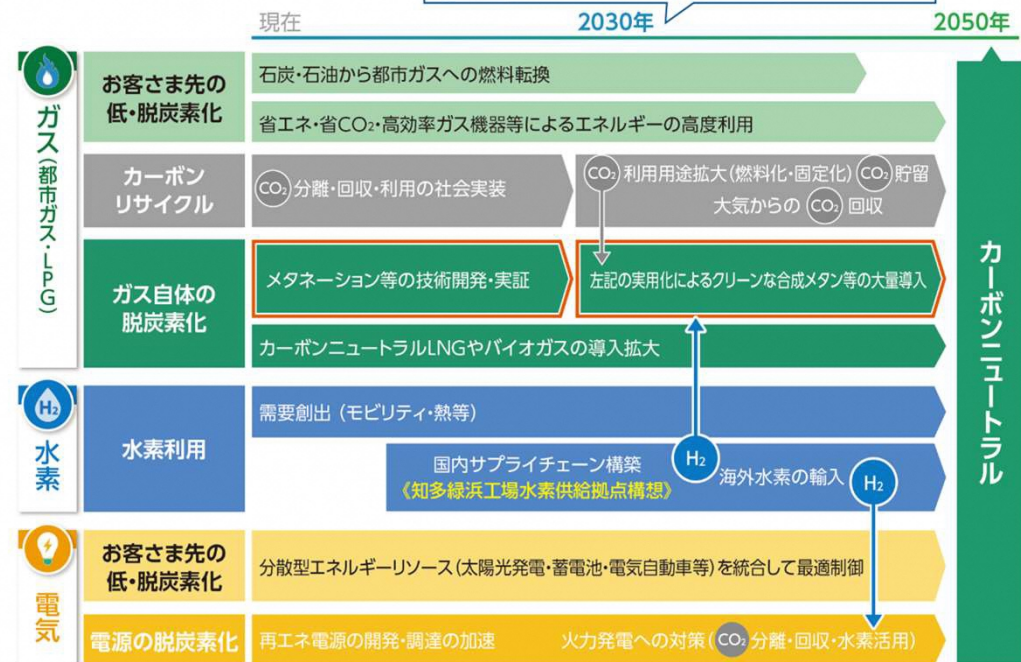 現在
2030年
2050年
ガス(都市ガス・LPG)
お客さま先の
低・脱炭素化
石炭・石油から都市ガスへの燃料転換
省エネ・省CO₂・高効率ガス機器等によるエネルギーの高度利用
カーボン
リサイクル
CO₂分離・回収・利用の社会実装
CO₂利用用途拡大(燃料化・固定化) CO₂貯留
大気からの CO₂ 回収
ガス自体の
脱炭素化
メタネーション等の技術開発・実証
左記の実用化によるクリーンな合成メタン等の大量導入
カーボンニュートラルLNGやバイオガスの導入拡大
H₂
水素
水素利用
需要創出(モビリティ・熱等)
国内サプライチェーン構築
《知多緑浜工場水素供給拠点構想》
H₂
海外水素の輸入
H₂
電気
お客さま先の
低・脱炭素化
分散型エネルギーリソース(太陽光発電・蓄電池・電気自動車等)を統合して最適制御
電源の脱炭素化
再エネ電源の開発・調達の加速
火力発電への対策(CO₂分離・回収・水素活用)
カーボンニュートラル